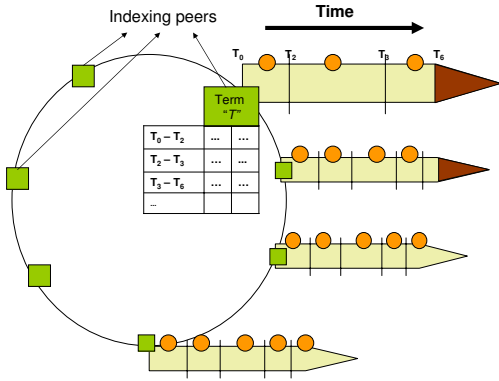 Indexing peers
Time
T0 T2 T3 T6
Term
“T”
T0 – T2 ... ...
T2 – T3 ... ...
T3 – T6 ... ...
...